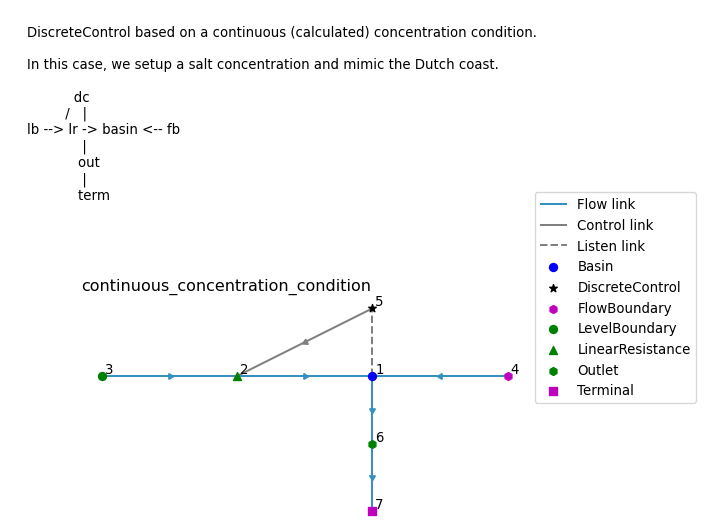 DiscreteControl based on a continuous (calculated) concentration condition.
In this case, we setup a salt concentration and mimic the Dutch coast.
dc
/ |
lb --> lr -> basin <-- fb
|
out
|
term
Flow link
Control link
Listen link
Basin
DiscreteControl
FlowBoundary
LevelBoundary
LinearResistance
Outlet
Terminal
continuous_concentration_condition
5
3
2
1
4
6
7